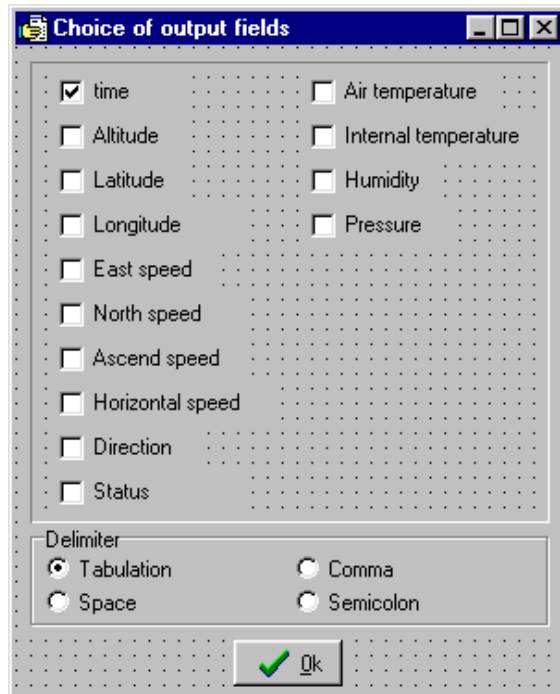 Choice of output fields
time
Altitude
Latitude
Longitude
East speed
North speed
Ascend speed
Horizontal speed
Direction
Status
Air temperature
Internal temperature
Humidity
Pressure
Delimiter
Tabulation
Comma
Space
Semicolon
Ok